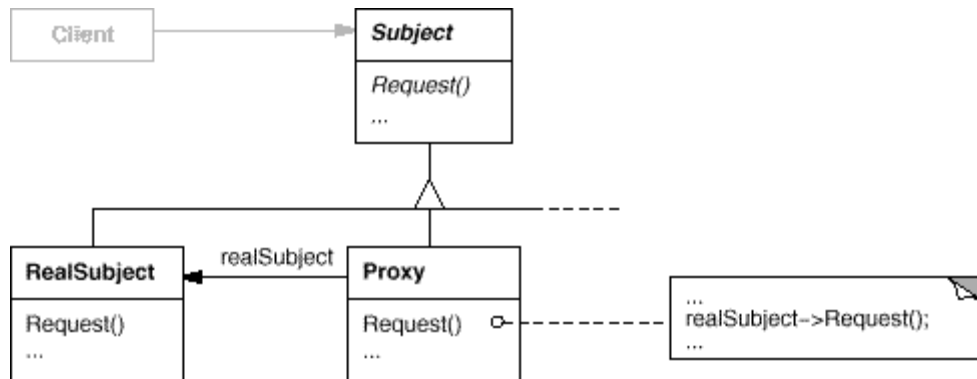 Client
Subject
Request()
...
realSubject
RealSubject
Request()
...
Proxy
Request()
...
...
realSubject->Request();
...